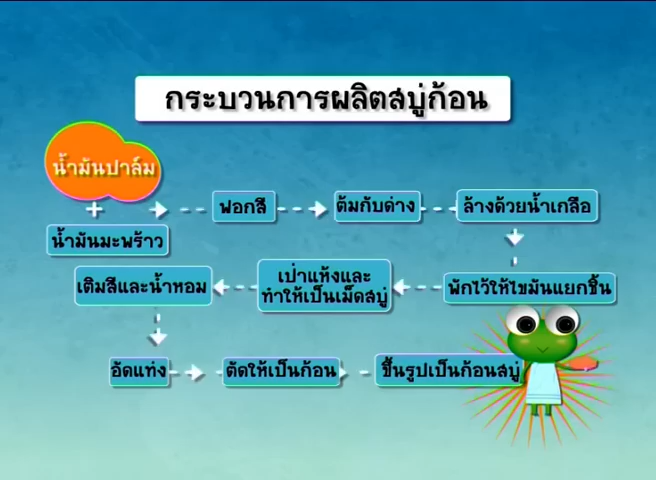 กระบวนการผลิตสบู่ก้อน
น้ำมันปาล์ม
+
น้ำมันมะพร้าว
ฟอกสี
ต้มกับด่าง
ล้างด้วยน้ำเกลือ
พักไว้ให้ไขมันแยกชั้น
เป่าแห้งและ
ทำให้เป็นเม็ดสบู่
เติมสีและน้ำหอม
อัดแท่ง
ตัดให้เป็นก้อน
ขึ้นรูปเป็นก้อนสบู่